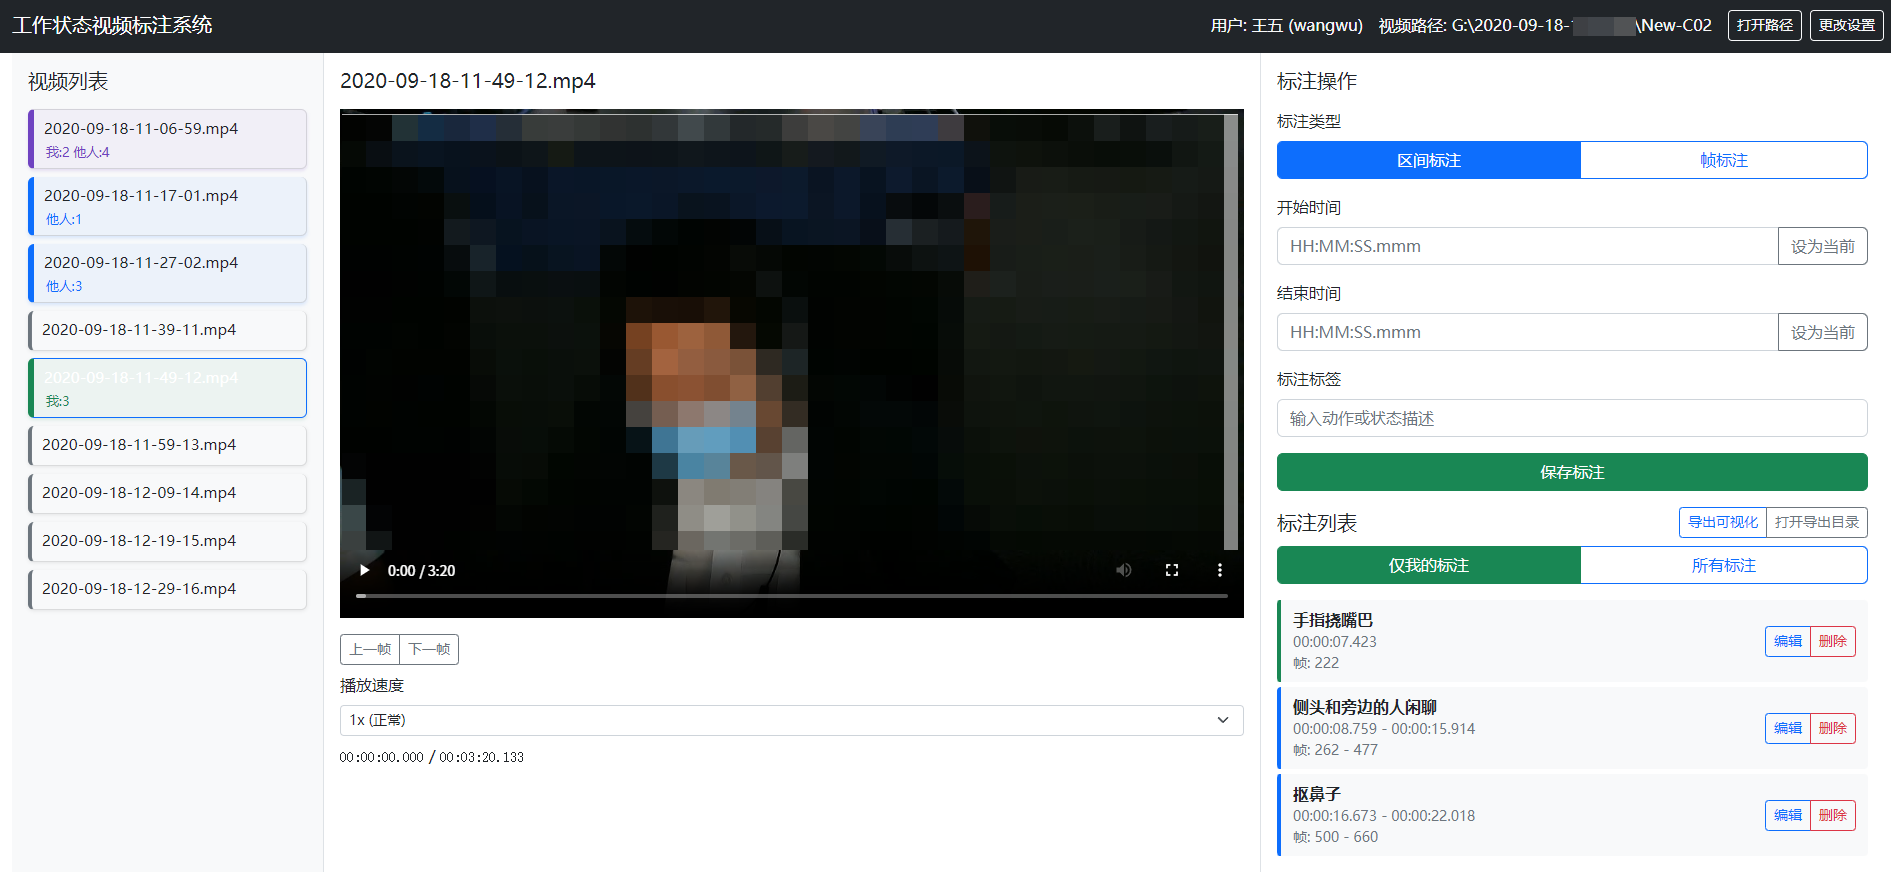 工作状态视频标注系统
用户: 王五 (wangwu) 视频路径: G:\2020-09-18- \New-C02 打开路径 更改设置
视频列表
2020-09-18-11-06-59.mp4
我:2 他人:4
2020-09-18-11-17-01.mp4
他人:1
2020-09-18-11-27-02.mp4
他人:3
2020-09-18-11-39-11.mp4
2020-09-18-11-49-12.mp4
我:3
2020-09-18-11-59-13.mp4
2020-09-18-12-09-14.mp4
2020-09-18-12-19-15.mp4
2020-09-18-12-29-16.mp4
2020-09-18-11-49-12.mp4
0:00 / 3:20
上一帧 下一帧
播放速度
1x (正常)
00:00:00.000 / 00:03:20.133
标注操作
标注类型
区间标注 帧标注
开始时间
HH:MM:SS.mmm 设为当前
结束时间
HH:MM:SS.mmm 设为当前
标注标签
输入动作或状态描述
保存标注
标注列表 导出可视化 打开导出目录
仅我的标注 所有标注
手指挠嘴巴
00:00:07.423
帧: 222
编辑 删除
侧头和旁边的人闲聊
00:00:08.759 - 00:00:15.914
帧: 262 - 477
编辑 删除
抠鼻子
00:00:16.673 - 00:00:22.018
帧: 500 - 660
编辑 删除